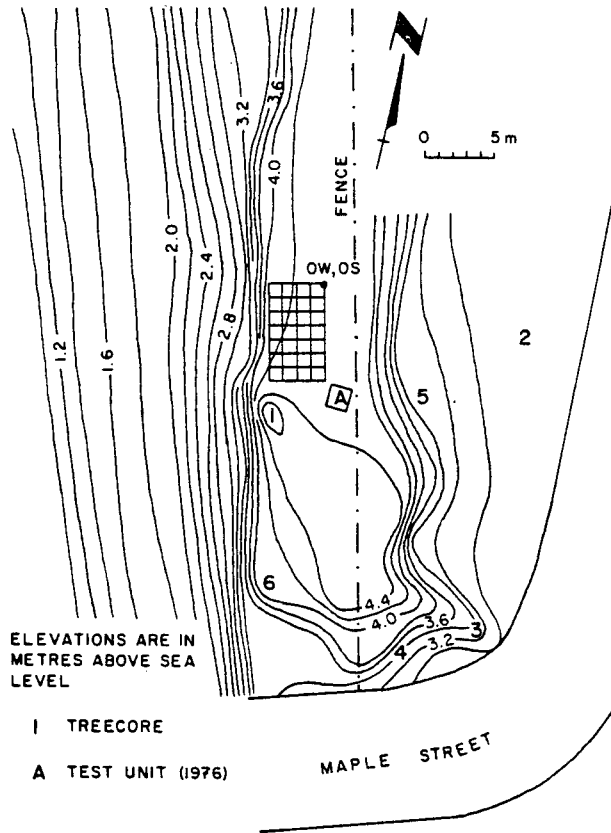 N
0 5 m
3.2
3.6
4.0
FENCE
2.0
2.4
2.8
1.2
1.6
OW, OS
2
A
5
1
6
4.4
4.0
3.6
3
3.2
4
ELEVATIONS ARE IN
METRES ABOVE SEA
LEVEL
1 TREECORE
A TEST UNIT (1976)
MAPLE STREET